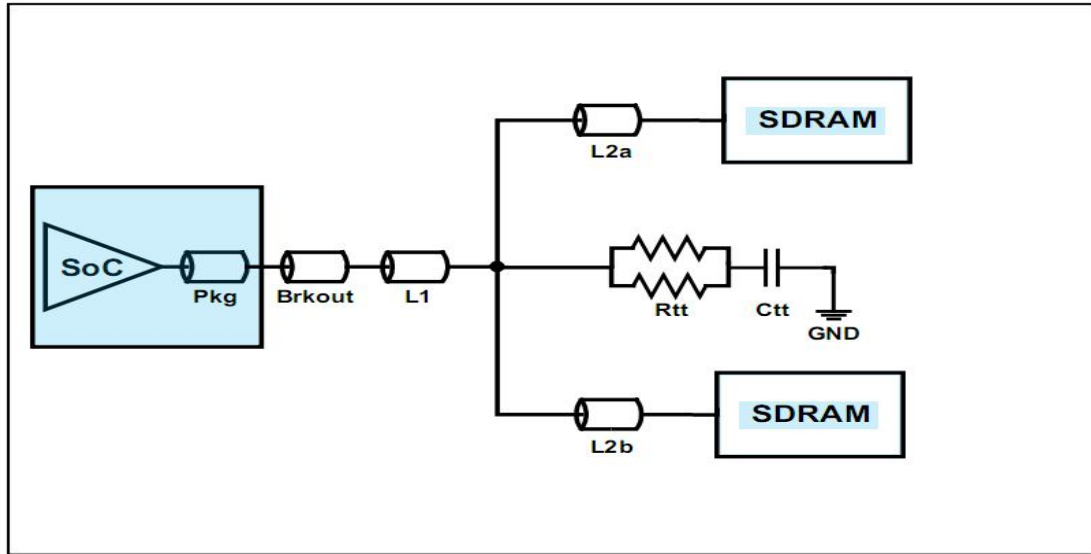 SDRAM
L2a
SoC
Pkg
Brkout
L1
Rtt
Ctt
GND
SDRAM
L2b